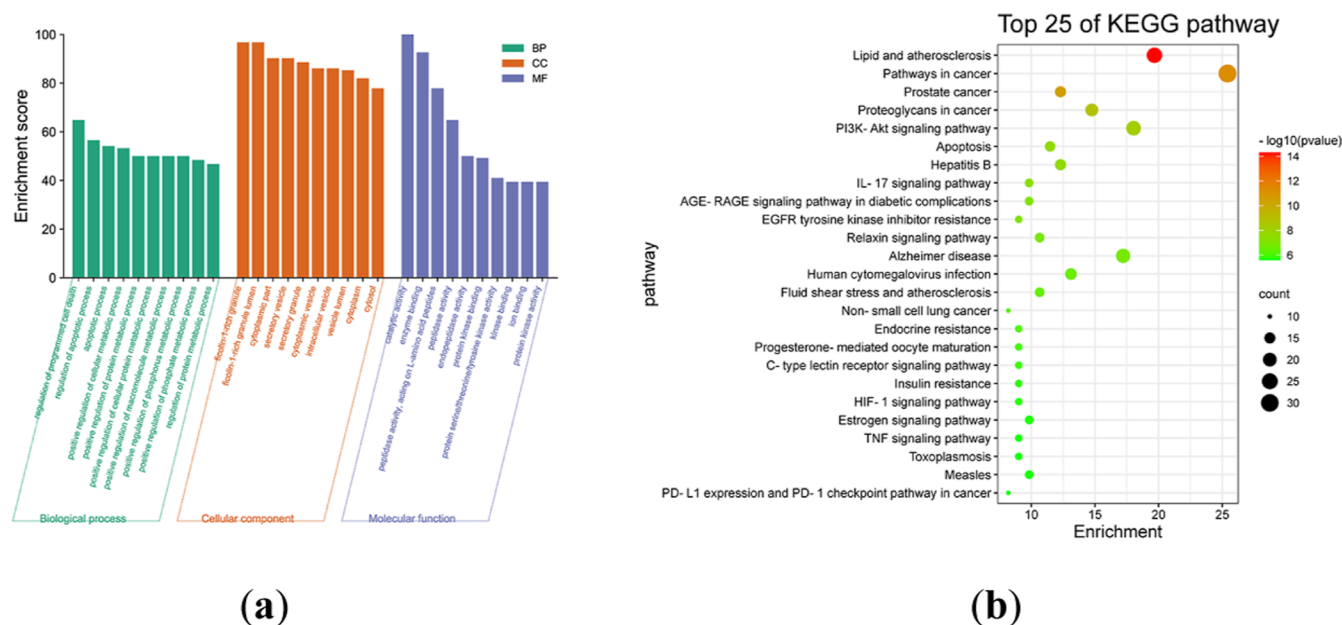 100
80
60
40
20
0
Enrichment score
BP
CC
MF
regulation of programmed cell death
regulation of apoptotic process
apoptotic process
positive regulation of cellular metabolic process
positive regulation of protein metabolic process
positive regulation of cellular protein metabolic process
positive regulation of macromolecule metabolic process
positive regulation of phosphorus metabolic process
positive regulation of phosphate metabolic process
regulation of protein metabolic process
ficolin-1-rich granule
ficolin-1-rich granule lumen
cytoplasmic part
secretory vesicle
secretory granule
cytoplasmic vesicle
intracellular vesicle
vesicle lumen
cytoplasm
cytosol
catalytic activity
enzyme binding
peptidase activity, acting on L-amino acid peptides
peptidase activity
endopeptidase activity
protein kinase binding
protein serine/threonine/tyrosine kinase activity
kinase binding
ion binding
protein kinase activity
Biological process
Cellular component
Molecular function
(a)
Top 25 of KEGG pathway
pathway
Lipid and atherosclerosis
Pathways in cancer
Prostate cancer
Proteoglycans in cancer
PI3K- Akt signaling pathway
Apoptosis
Hepatitis B
IL- 17 signaling pathway
AGE- RAGE signaling pathway in diabetic complications
EGFR tyrosine kinase inhibitor resistance
Relaxin signaling pathway
Alzheimer disease
Human cytomegalovirus infection
Fluid shear stress and atherosclerosis
Non- small cell lung cancer
Endocrine resistance
Progesterone- mediated oocyte maturation
C- type lectin receptor signaling pathway
Insulin resistance
HIF- 1 signaling pathway
Estrogen signaling pathway
TNF signaling pathway
Toxoplasmosis
Measles
PD- L1 expression and PD- 1 checkpoint pathway in cancer
10 15 20 25
Enrichment
- log10(pvalue)
14
12
10
8
6
count
10
15
20
25
30
(b)